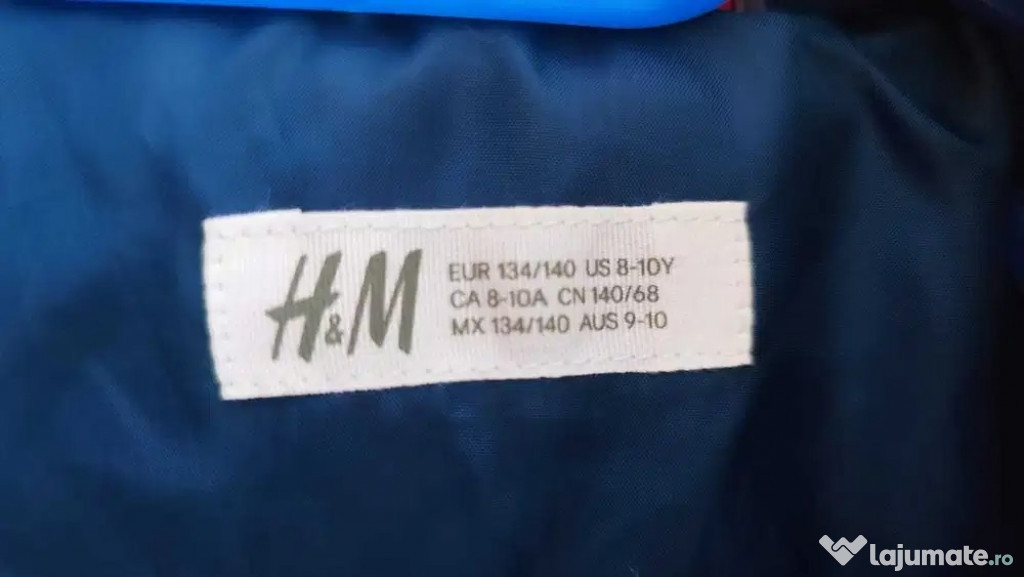 H&M
EUR 134/140 US 8-10Y
CA 8-10A CN 140/68
MX 134/140 AUS 9-10
lajumate.ro